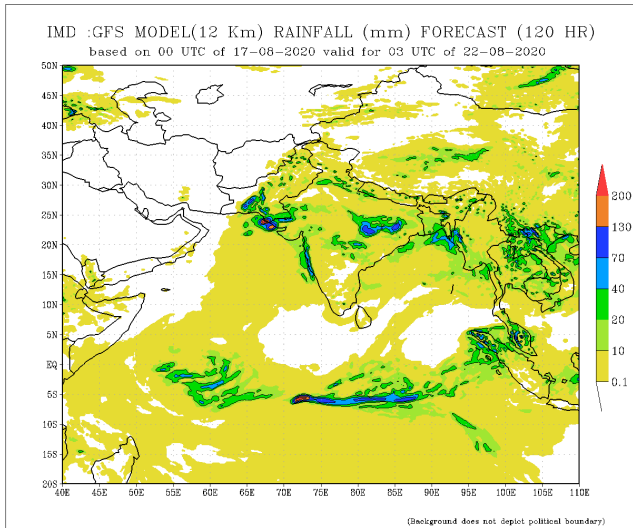 IMD :GFS MODEL(12 Km) RAINFALL (mm) FORECAST (120 HR)
based on 00 UTC of 17-08-2020 valid for 03 UTC of 22-08-2020
50N
45N
40N
35N
30N
25N
20N
15N
10N
5N
EQ
5S
10S
15S
20S
40E 45E 50E 55E 60E 65E 70E 75E 80E 85E 90E 95E 100E 105E 110E
200
130
70
40
20
10
0.1
(Background does not depict political boundary)